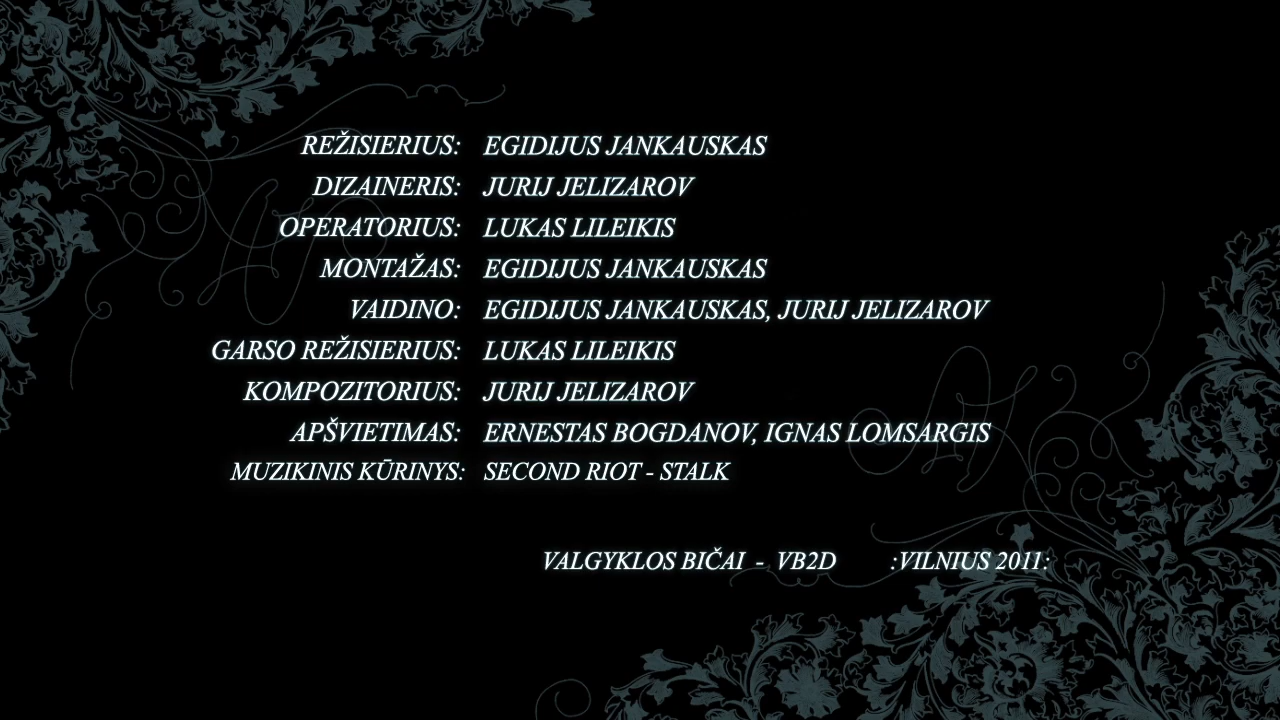 REŽISIERIUS: EGIDIJUS JANKAUSKAS
DIZAINERIS: JURIJ JELIZAROV
OPERATORIUS: LUKAS LILEIKIS
MONTAŽAS: EGIDIJUS JANKAUSKAS
VAIDINO: EGIDIJUS JANKAUSKAS, JURIJ JELIZAROV
GARSO REŽISIERIUS: LUKAS LILEIKIS
KOMPOZITORIUS: JURIJ JELIZAROV
APŠVIETIMAS: ERNESTAS BOGDANOV, IGNAS LOMSARGIS
MUZIKINIS KŪRINYS: SECOND RIOT - STALK
VALGYKLOS BIČAI - VB2D :VILNIUS 2011: